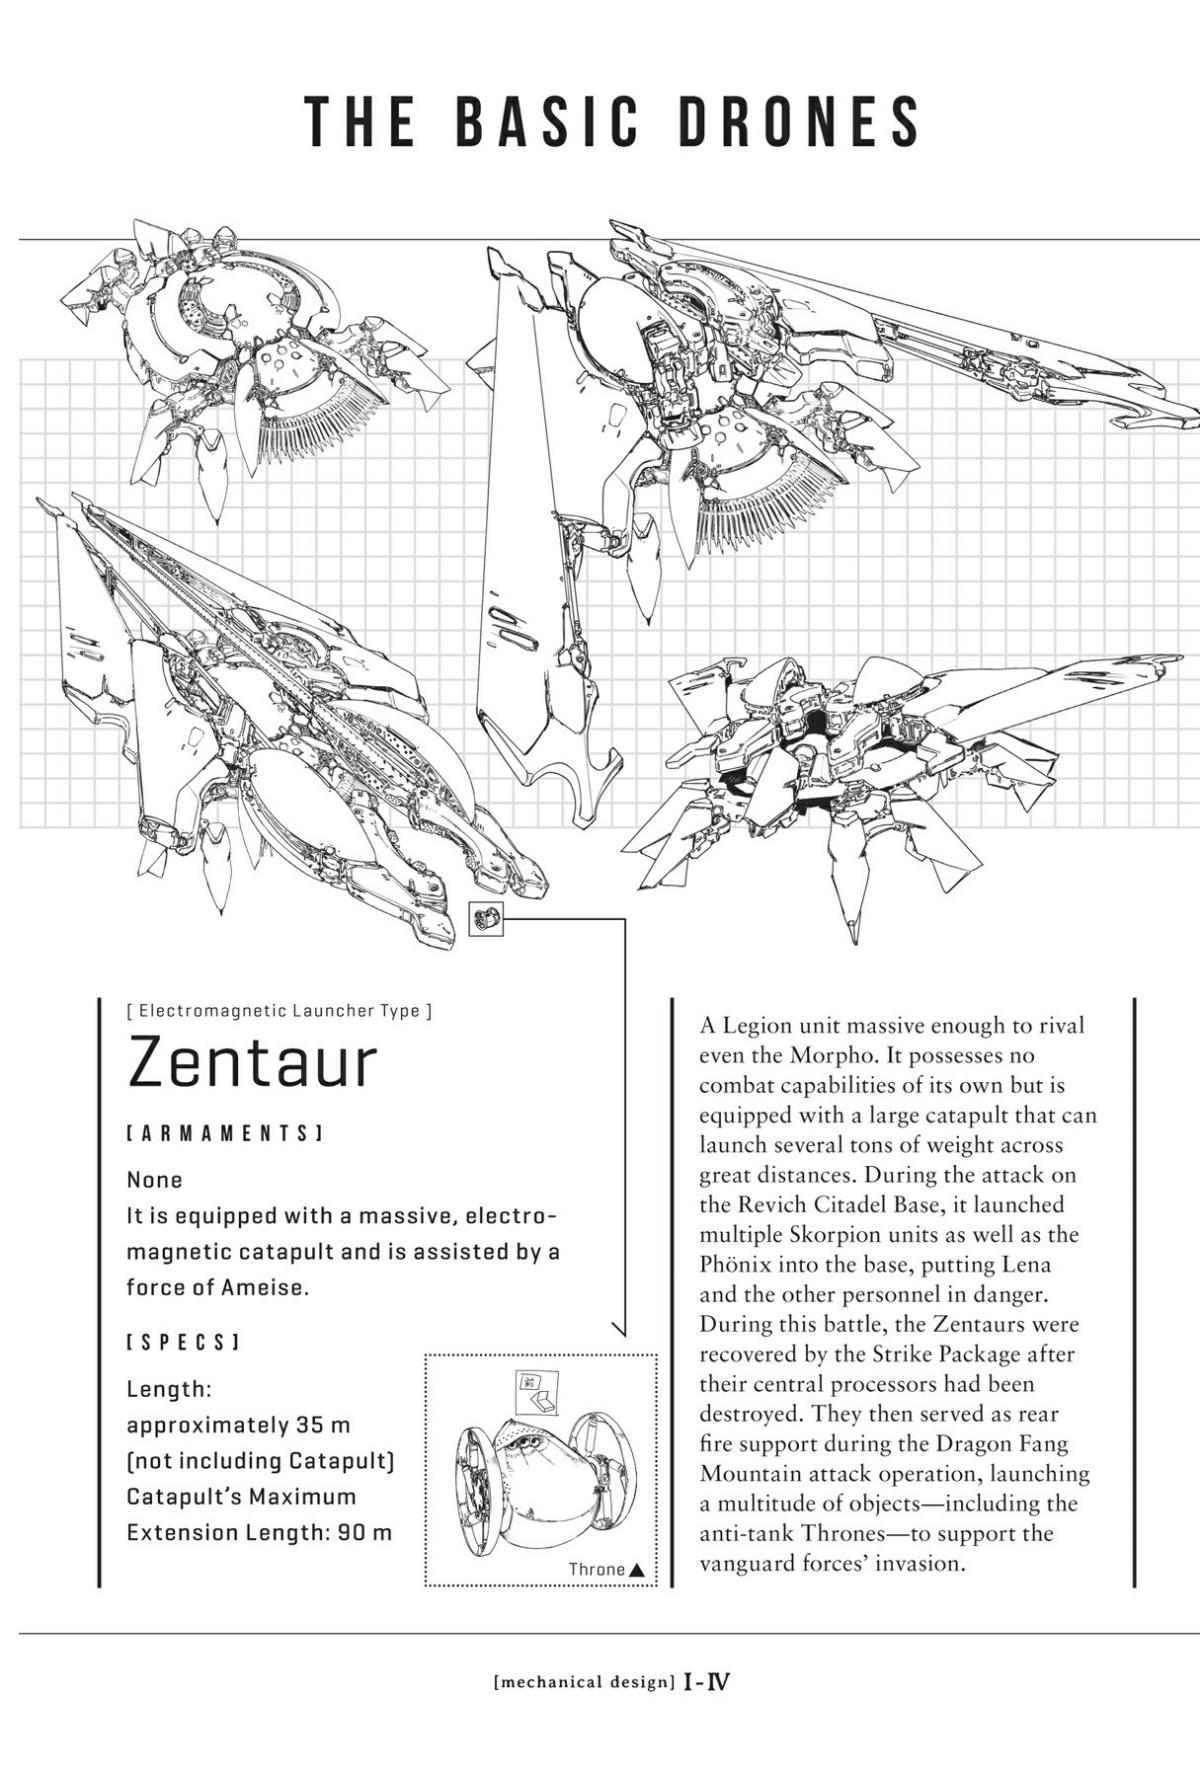 THE BASIC DRONES
[ Electromagnetic Launcher Type ]
Zentaur
[ARMAMENTS]
None
It is equipped with a massive, electro-
magnetic catapult and is assisted by a
force of Ameise.
[SPECS]
Length:
approximately 35 m
(not including Catapult)
Catapult’s Maximum
Extension Length: 90 m
Throne▲
A Legion unit massive enough to rival
even the Morpho. It possesses no
combat capabilities of its own but is
equipped with a large catapult that can
launch several tons of weight across
great distances. During the attack on
the Revich Citadel Base, it launched
multiple Skorpion units as well as the
Phönix into the base, putting Lena
and the other personnel in danger.
During this battle, the Zentaurs were
recovered by the Strike Package after
their central processors had been
destroyed. They then served as rear
fire support during the Dragon Fang
Mountain attack operation, launching
a multitude of objects—including the
anti-tank Thrones—to support the
vanguard forces’ invasion.
[mechanical design] I-IV